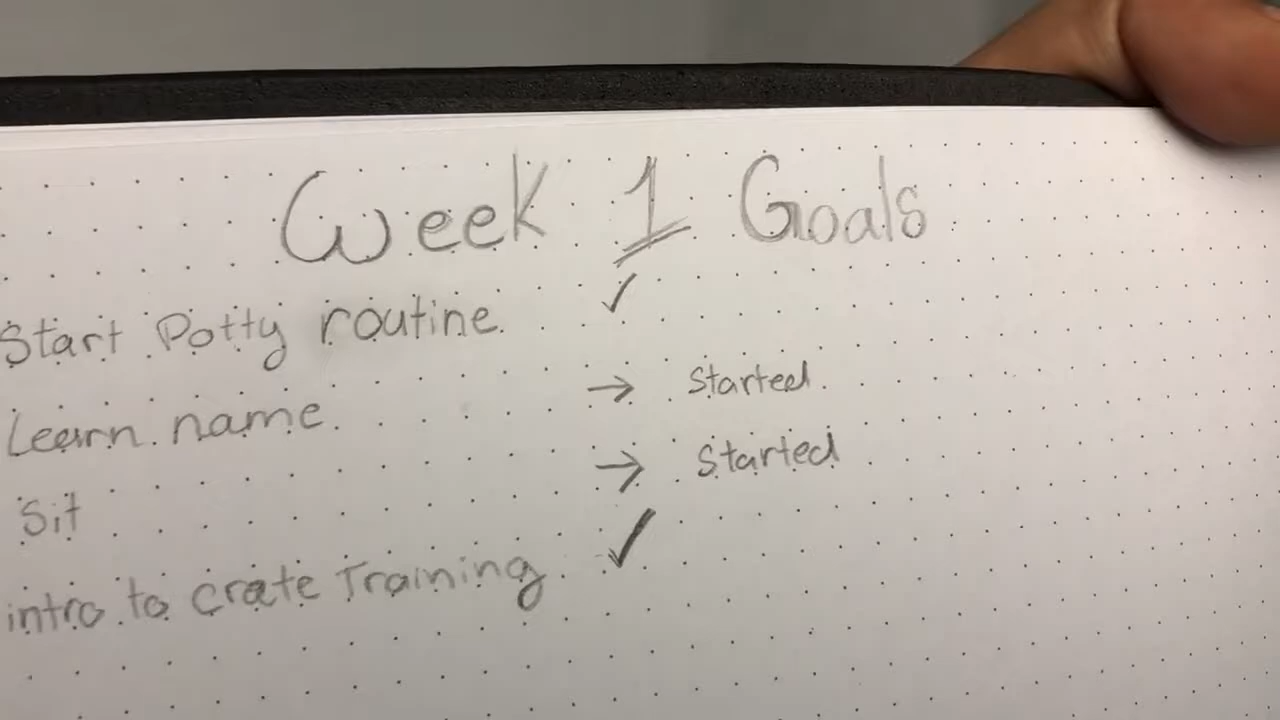 Week 1 Goals
Start Potty routine. ✓
Learn name. → Started.
Sit → Started
intro to crate Training ✓